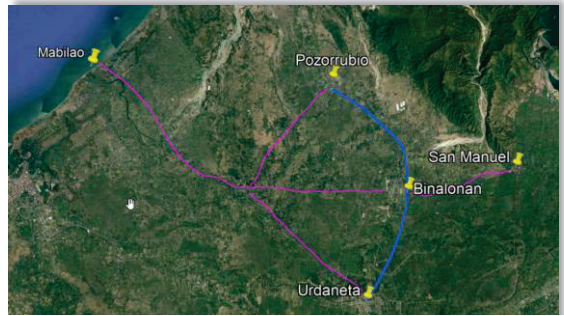 Mabilao
Pozorrubio
San Manuel
Binalonan
Urdaneta